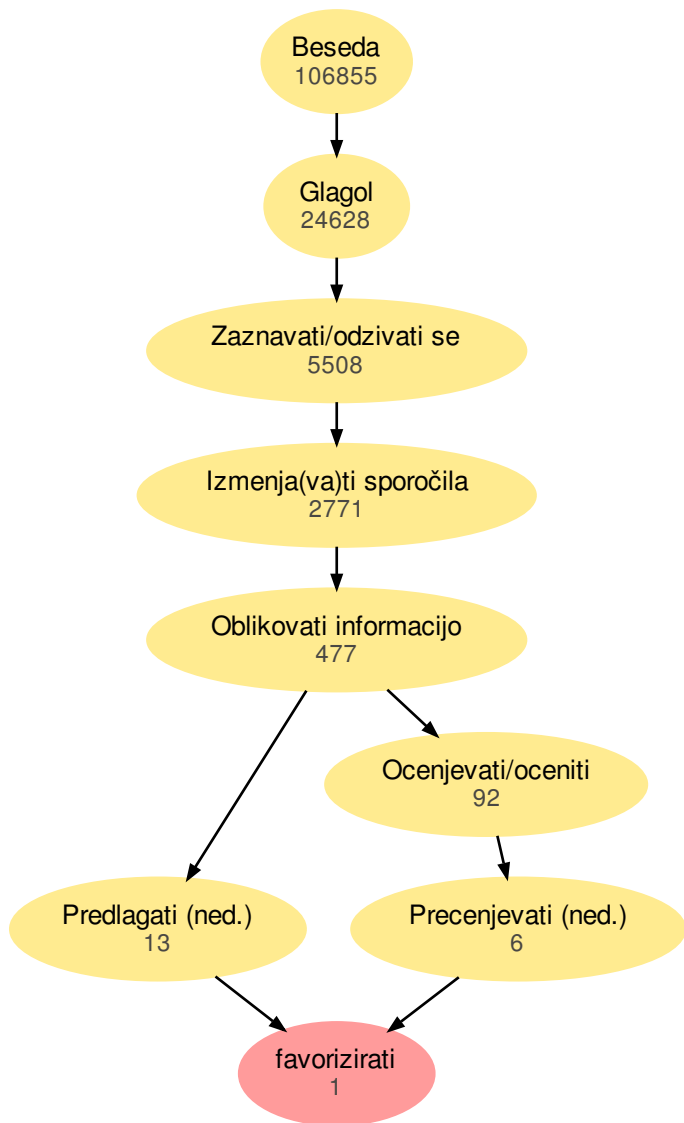 Beseda
106855
Glagol
24628
Zaznavati/odzivati se
5508
Izmenja(va)ti sporočila
2771
Oblikovati informacijo
477
Ocenjevati/oceniti
92
Predlagati (ned.)
13
Precenjevati (ned.)
6
favorizirati
1